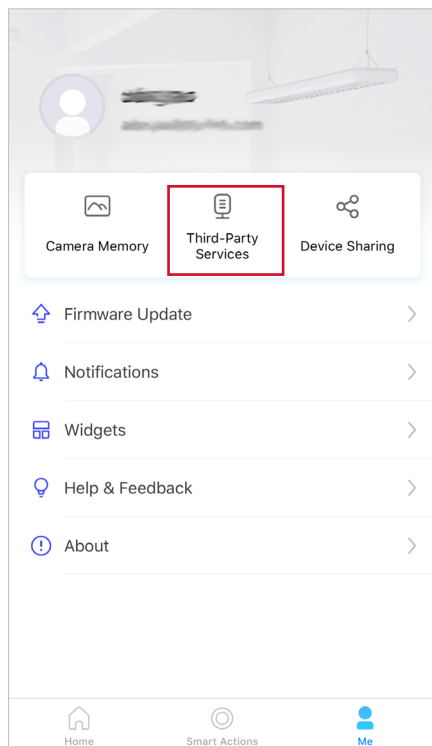 Camera Memory
Third-Party
Services
Device Sharing
Firmware Update
Notifications
Widgets
Help & Feedback
About
Home
Smart Actions
Me